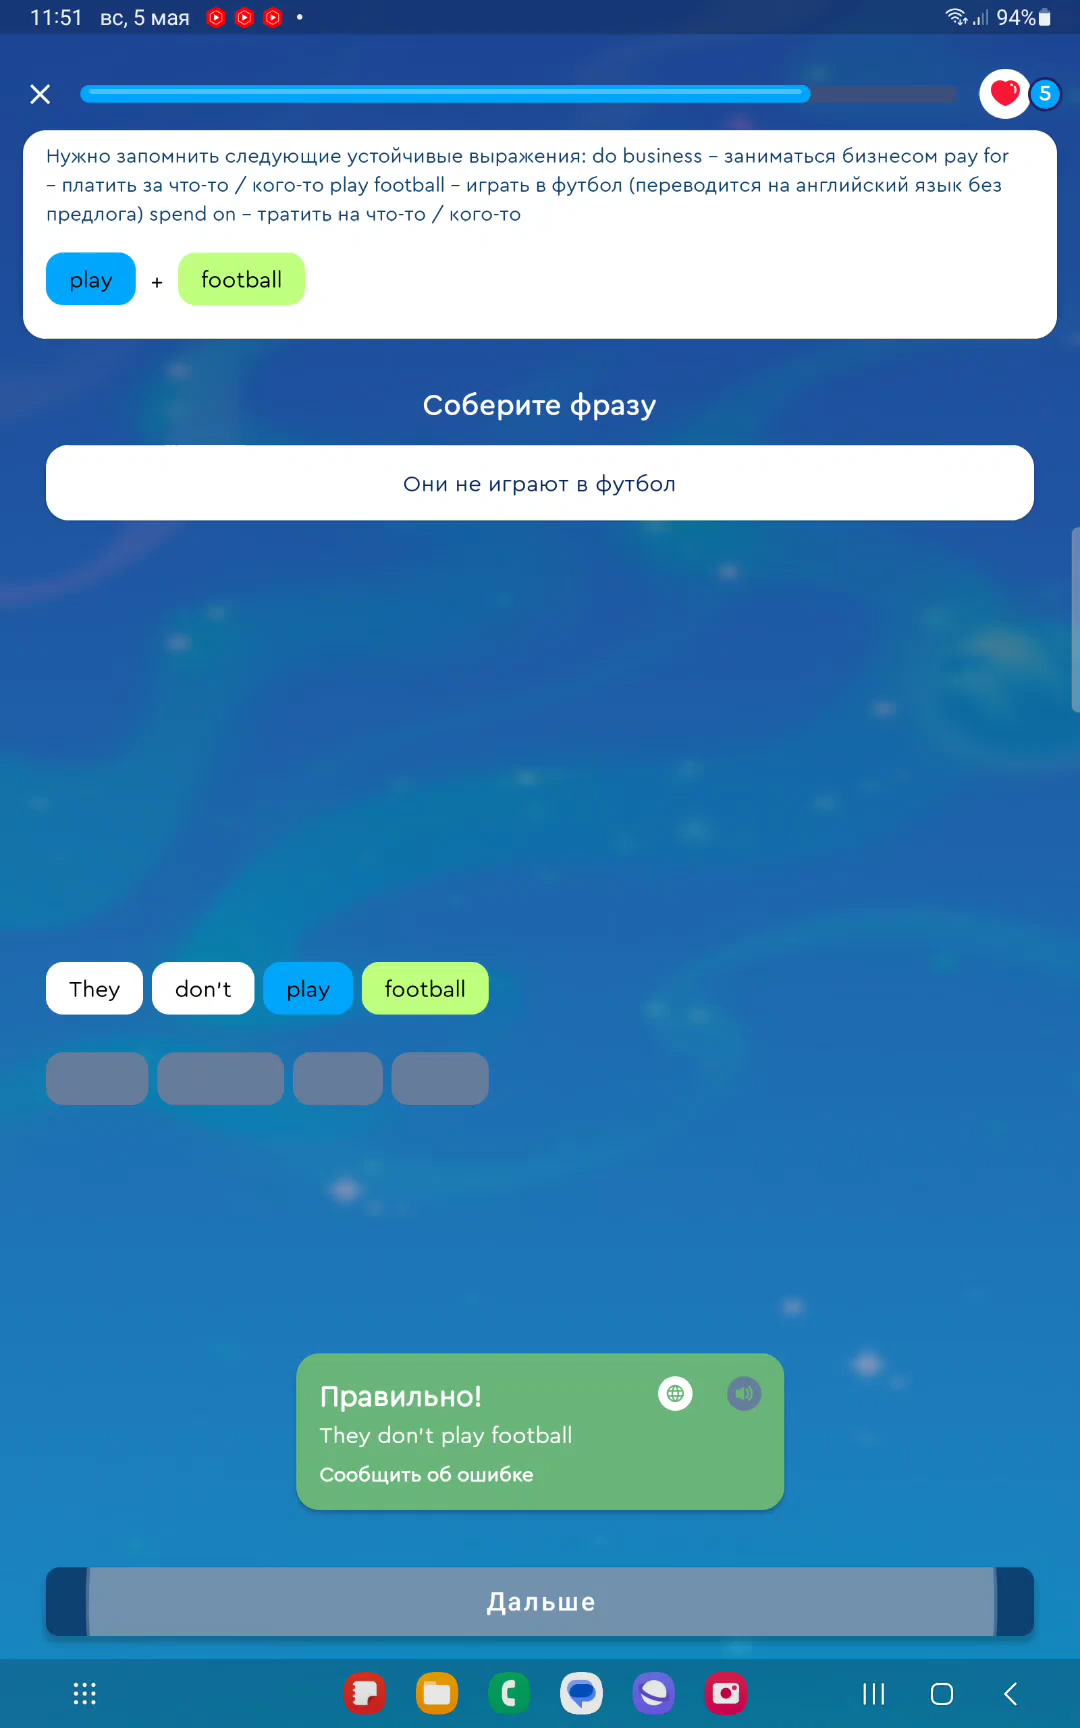 11:51 вс, 5 мая 94%
5
Нужно запомнить следующие устойчивые выражения: do business – заниматься бизнесом pay for
– платить за что-то / кого-то play football – играть в футбол (переводится на английский язык без
предлога) spend on – тратить на что-то / кого-то
play + football
Соберите фразу
Они не играют в футбол
They don't play football
Правильно!
They don't play football
Сообщить об ошибке
Дальше